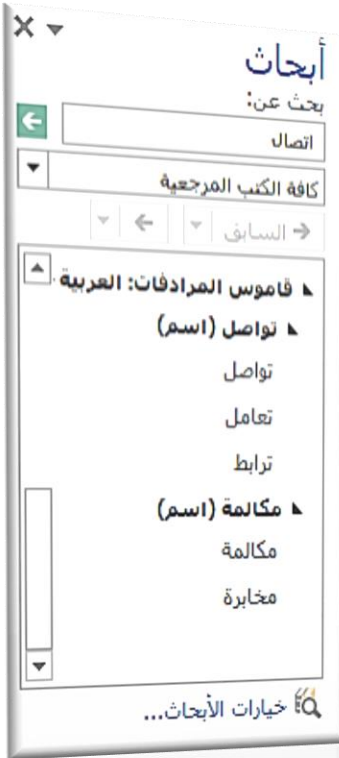 أبحاث
بحث عن:
اتصال
كافة الكتب المرجعية
السابق
قاموس المرادفات: العربية
تواصل (اسم)
تواصل
تعامل
ترابط
مكالمة (اسم)
مكالمة
مخابرة
خيارات الأبحاث...